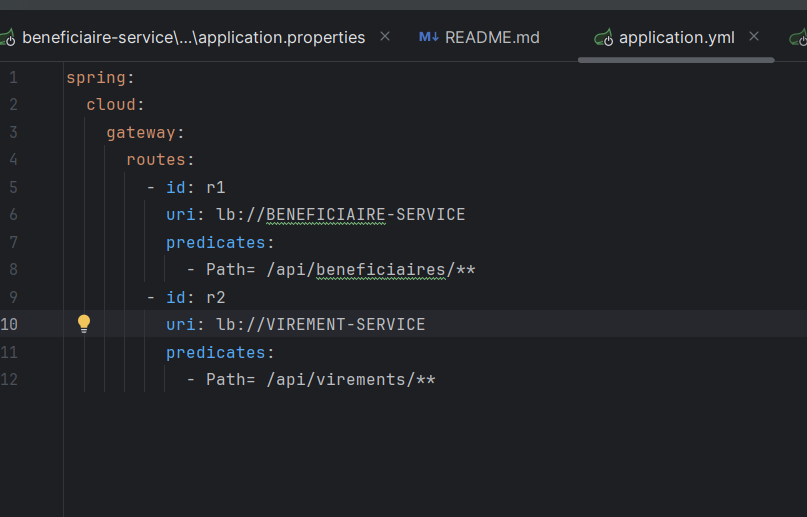 beneficiaire-service\...\application.properties × M↓ README.md application.yml ×
1 spring:
2 cloud:
3 gateway:
4 routes:
5 - id: r1
6 uri: lb://BENEFICIAIRE-SERVICE
7 predicates:
8 - Path= /api/beneficiaires/**
9 - id: r2
10 uri: lb://VIREMENT-SERVICE
11 predicates:
12 - Path= /api/virements/**